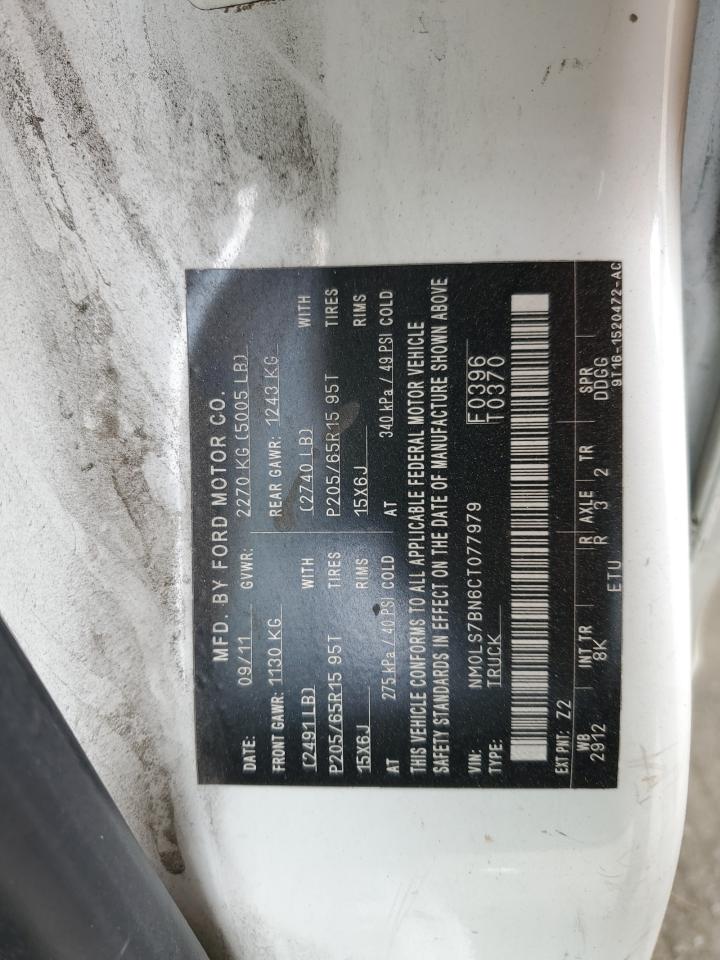 MFD. BY FORD MOTOR CO.
DATE: 09/11 GVWR: 2270 KG (5005 LB)
FRONT GAWR: 1130 KG REAR GAWR: 1243 KG
(2491LB) WITH (2740 LB) WITH
P205/65R15 95T TIRES P205/65R15 95T TIRES
15X6J RIMS 15X6J RIMS
AT 275 kPa / 40 PSI COLD AT 340 kPa / 49 PSI COLD
THIS VEHICLE CONFORMS TO ALL APPLICABLE FEDERAL MOTOR VEHICLE
SAFETY STANDARDS IN EFFECT ON THE DATE OF MANUFACTURE SHOWN ABOVE
VIN: NM0LS7BN6CT077979 F0396
TYPE: TRUCK T0370
EXT PNT: Z2
WB INT TR R AXLE TR SPR
2912 8K R 3 2 DDGG
ETU 9T16-1520472-AC